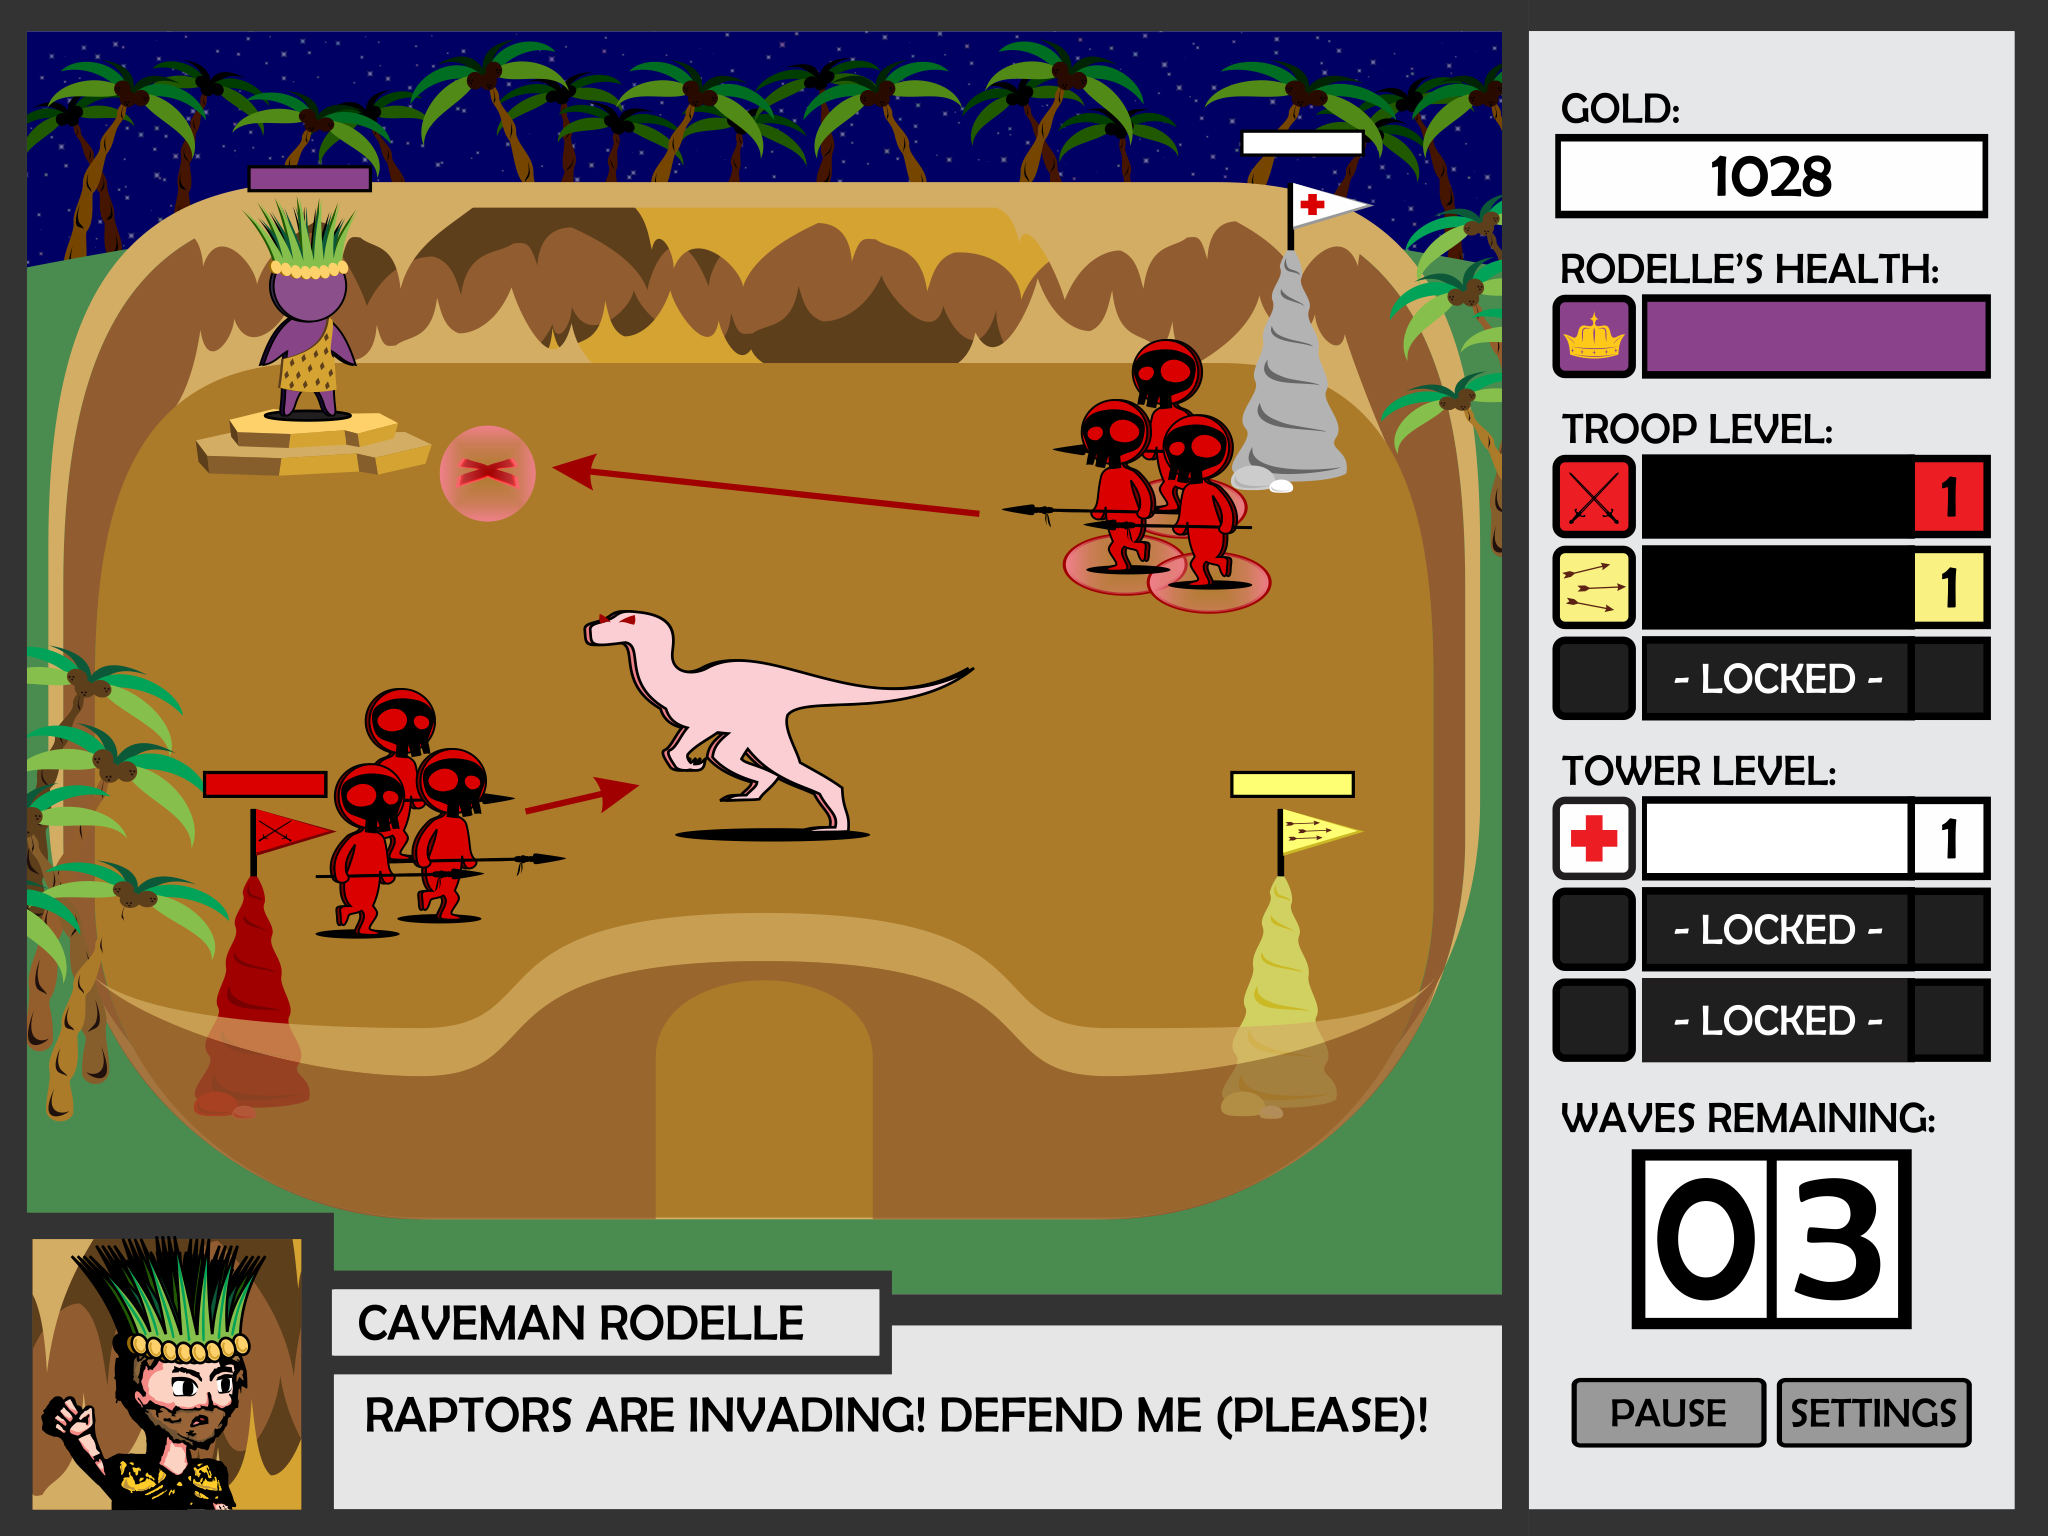 GOLD:
1028
RODELLE'S HEALTH:
TROOP LEVEL:
1
1
- LOCKED -
TOWER LEVEL:
1
- LOCKED -
- LOCKED -
WAVES REMAINING:
03
PAUSE SETTINGS
CAVEMAN RODELLE
RAPTORS ARE INVADING! DEFEND ME (PLEASE)!